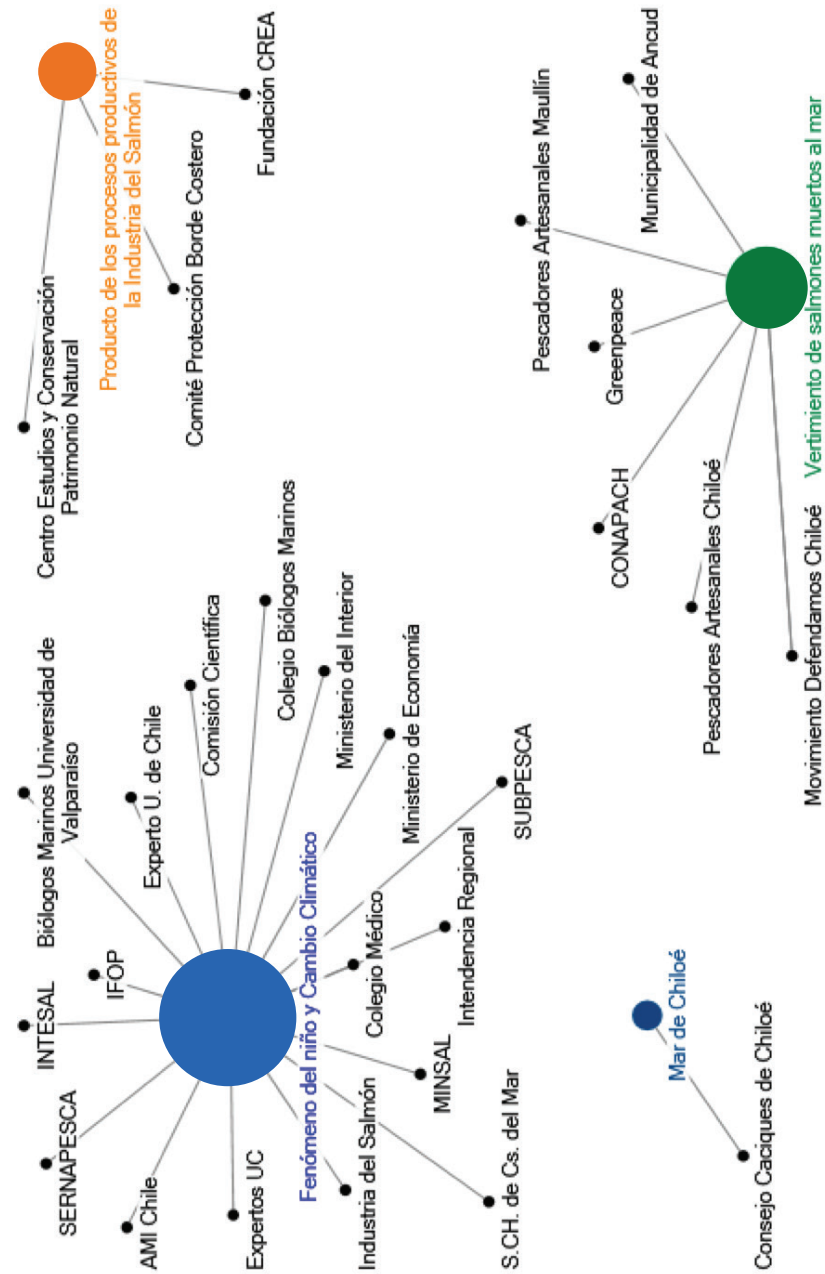 Biólogos Marinos Universidad de
Valparaíso
INTESAL
IFOP
SERNAPESCA
Experto U. de Chile
AMI Chile
Comisión Científica
Expertos UC
Colegio Biólogos Marinos
Fenómeno del niño y Cambio Climático
Ministerio del Interior
Industria del Salmón
Colegio Médico
Ministerio de Economía
MINSAL
Intendencia Regional
S.CH. de Cs. del Mar
SUBPESCA
Centro Estudios y Conservación
Patrimonio Natural
Producto de los procesos productivos de
la Industria del Salmón
Comité Protección Borde Costero
Fundación CREA
Mar de Chiloé
Consejo Caciques de Chiloé
Pescadores Artesanales Maullín
Greenpeace
CONAPACH
Municipalidad de Ancud
Pescadores Artesanales Chiloé
Movimiento Defendamos Chiloé
Vertimiento de salmones muertos al mar